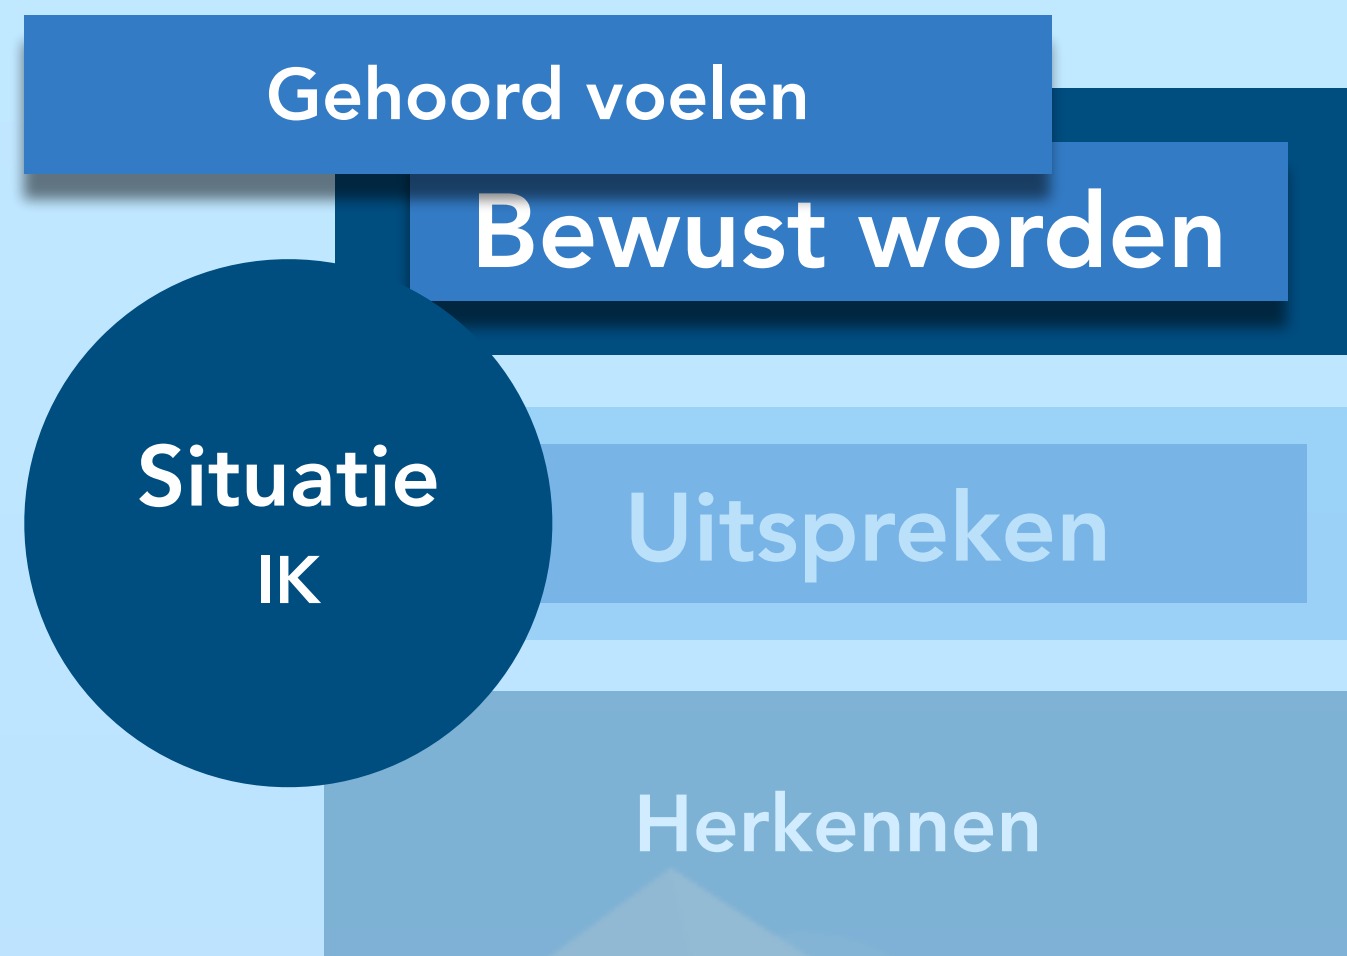 Gehoord voelen
Bewust worden
Situatie
IK
Uitspreken
Herkennen